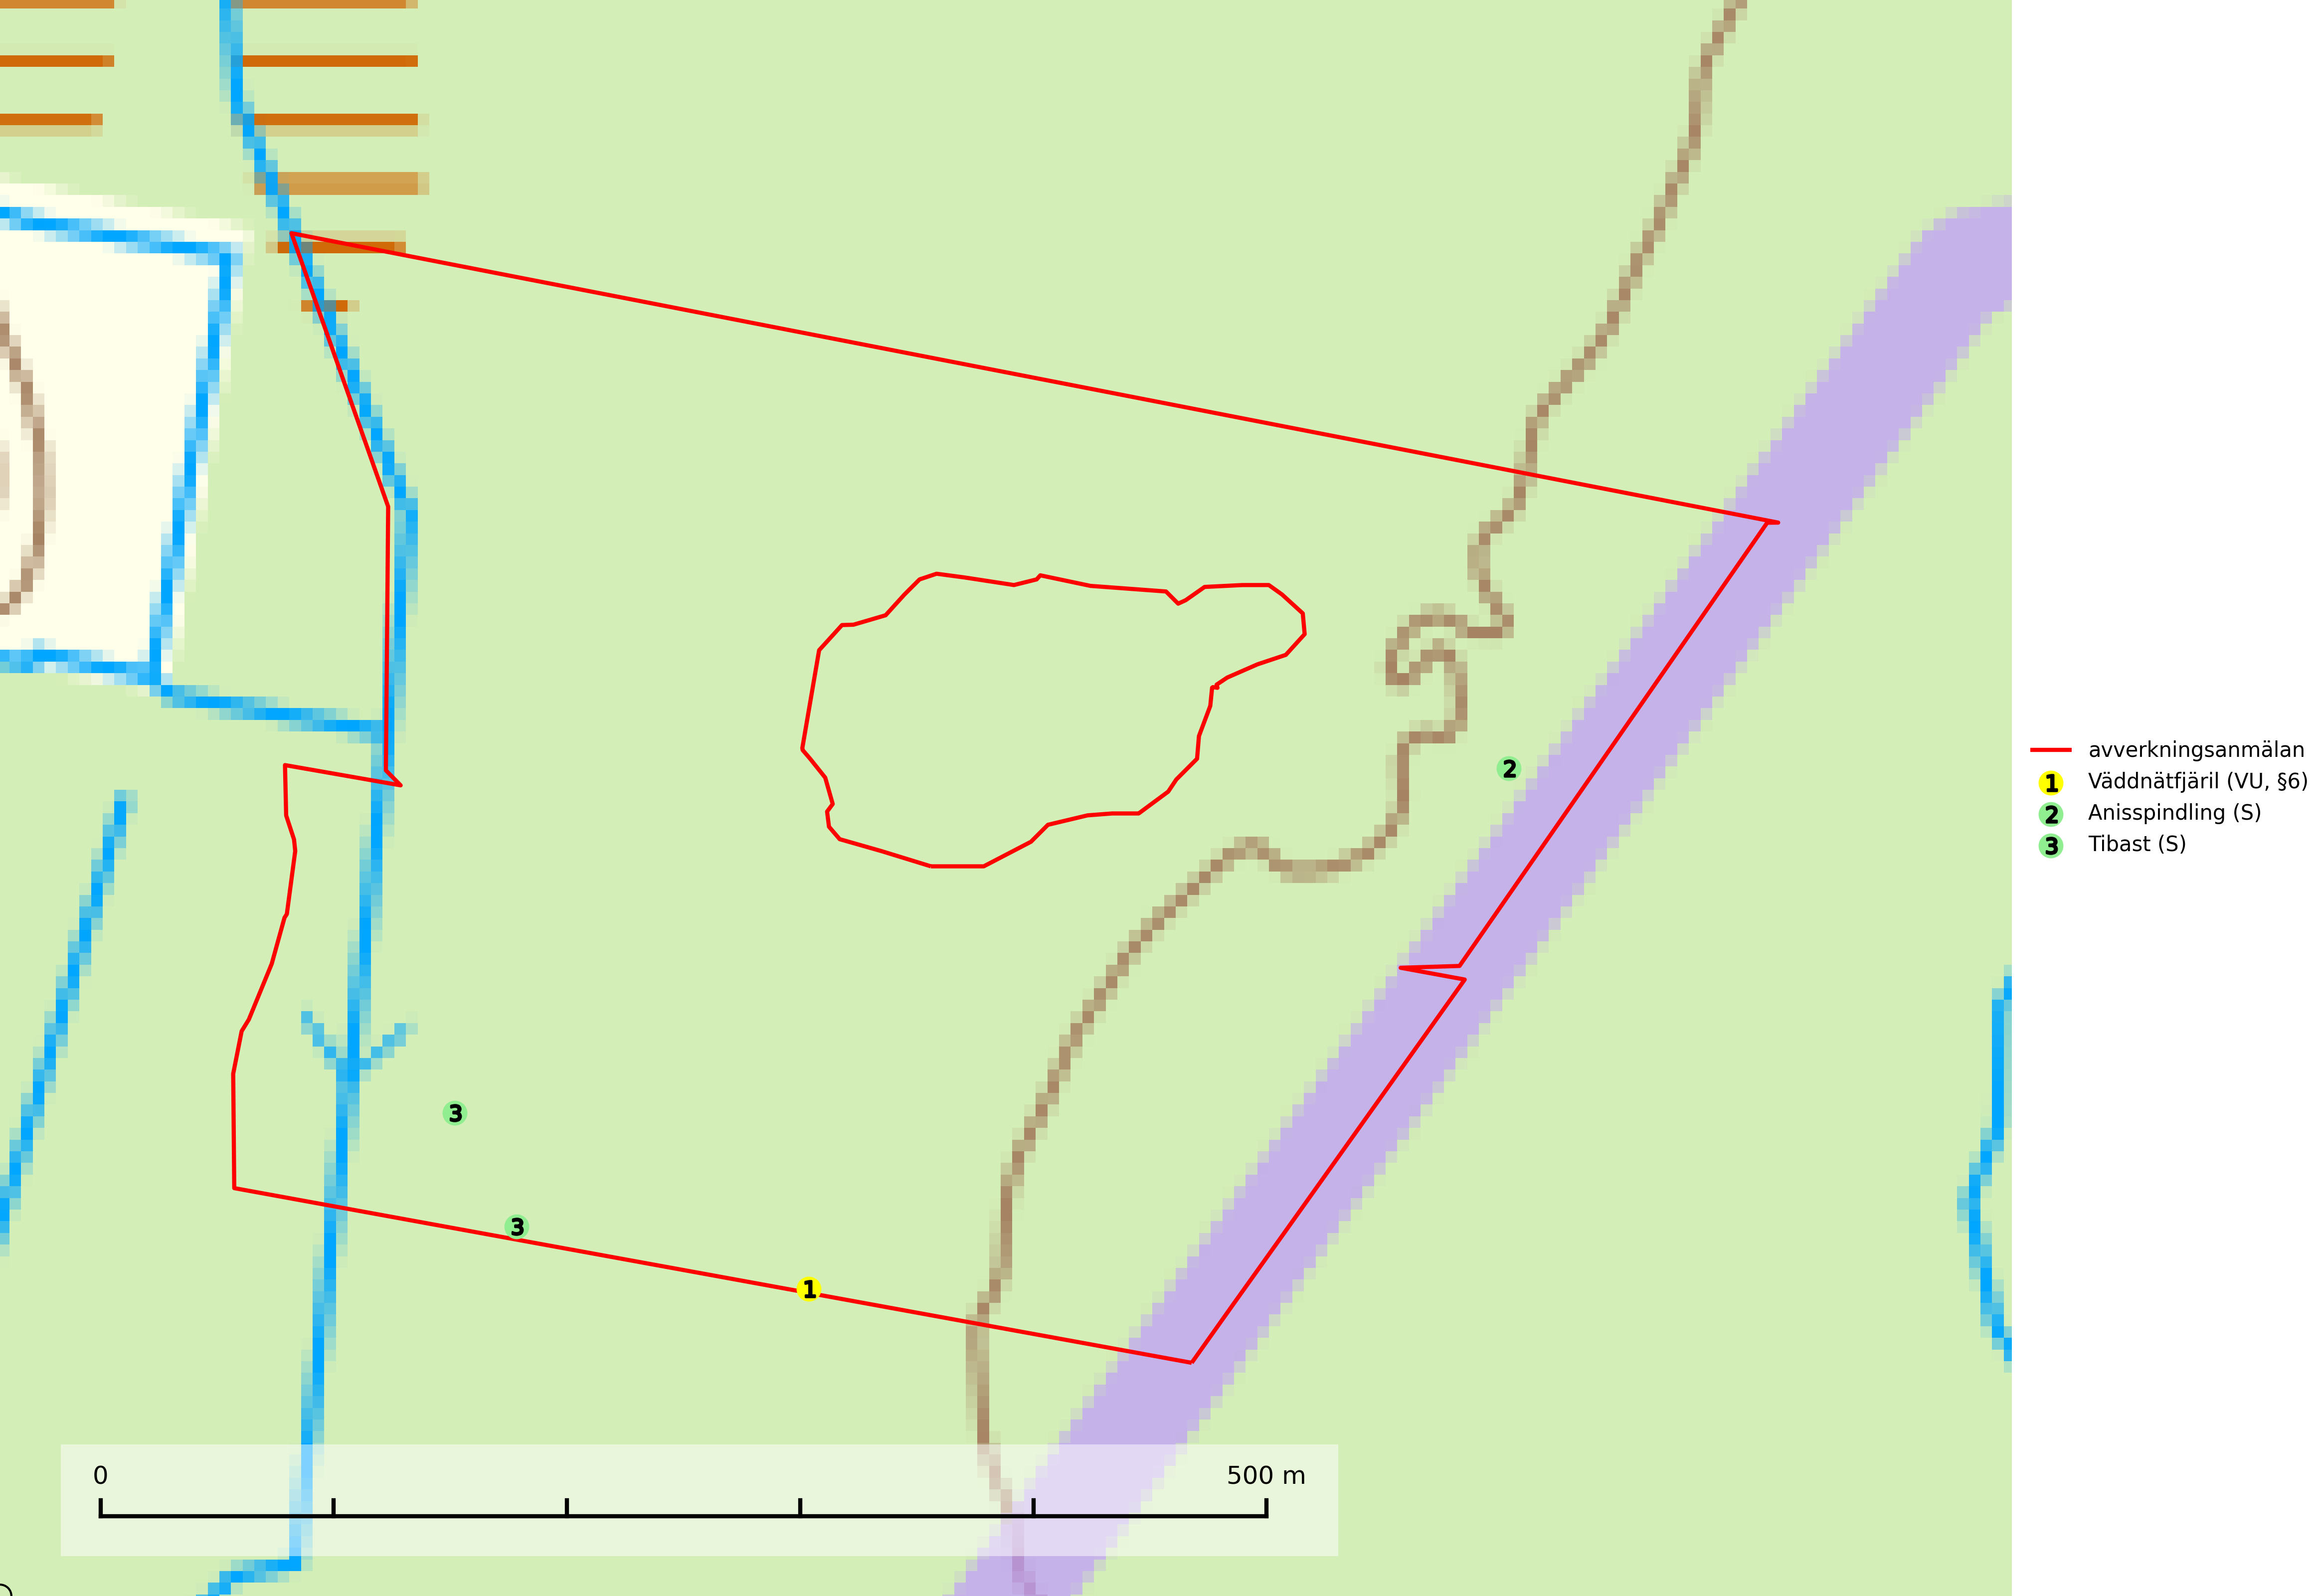 avverkningsanmälan
1 Väddnätfjäril (VU, §6)
2 Anisspindling (S)
3 Tibast (S)
2
3
3
1
0 500 m